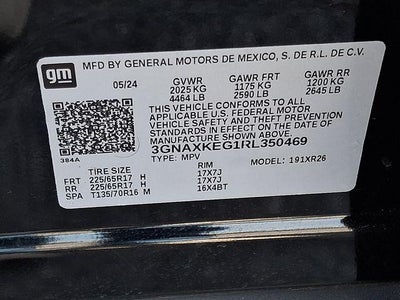 gm
MFD BY GENERAL MOTORS DE MEXICO, S. DE R.L. DE C.V.
05/24 GVWR GAWR FRT GAWR RR
2025 KG 1175 KG 1200 KG
4464 LB 2590 LB 2645 LB
THIS VEHICLE CONFORMS TO ALL
APPLICABLE U.S. FEDERAL MOTOR
VEHICLE SAFETY AND THEFT
PREVENTION STANDARDS IN EFFECT ON
THE DATE OF MANUFACTURE SHOWN ABOVE.
3GNAXKEG1RL350469
384A
TYPE: MPV MODEL: 191XR26
TIRE SIZE RIM
FRT 225/65R17 H 17X7J
RR 225/65R17 H 17X7J
SP T135/70R16 M 16X4BT